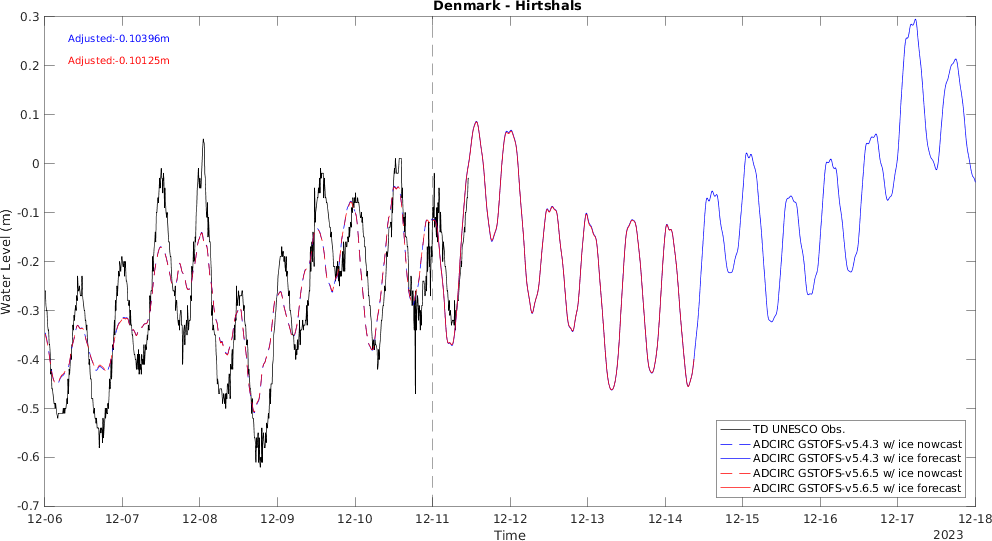 Denmark - Hirtshals
Adjusted:-0.10396m
Adjusted:-0.10125m
Water Level (m)
0.3
0.2
0.1
0
-0.1
-0.2
-0.3
-0.4
-0.5
-0.6
-0.7
TD UNESCO Obs.
ADCIRC GSTOFS-v5.4.3 w/ ice nowcast
ADCIRC GSTOFS-v5.4.3 w/ ice forecast
ADCIRC GSTOFS-v5.6.5 w/ ice nowcast
ADCIRC GSTOFS-v5.6.5 w/ ice forecast
12-06 12-07 12-08 12-09 12-10 12-11 12-12 12-13 12-14 12-15 12-16 12-17 12-18
Time
2023